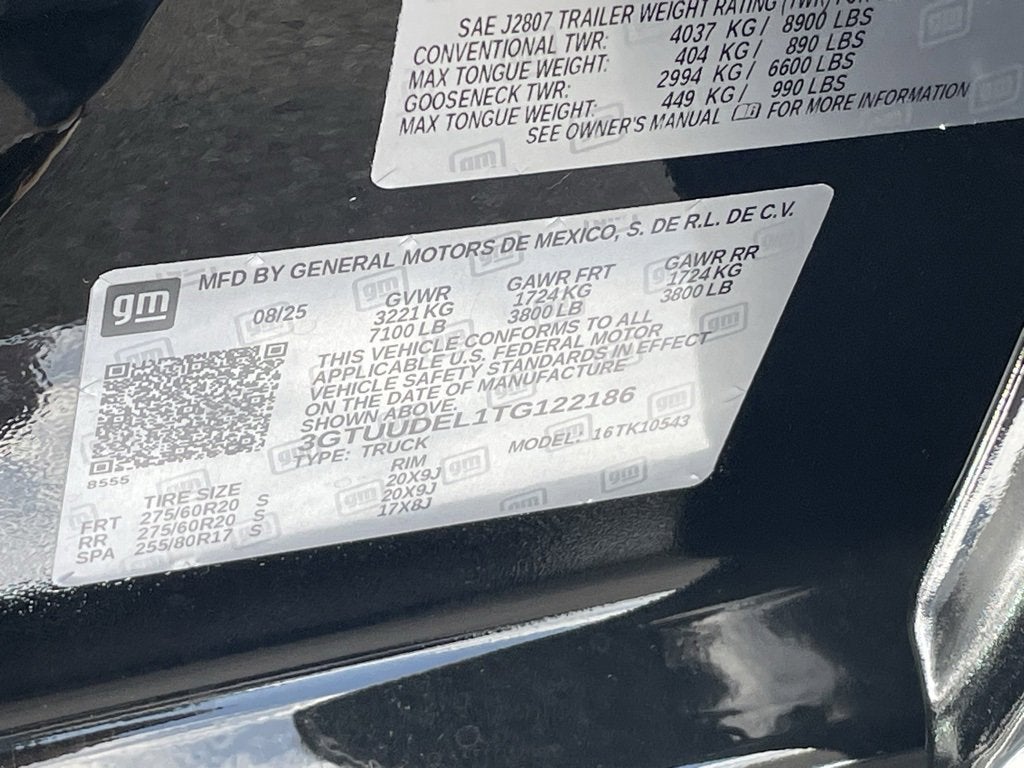 SAE J2807 TRAILER WEIGHT RATING (TWR) FOR
CONVENTIONAL TWR: 4037 KG / 8900 LBS
MAX TONGUE WEIGHT: 404 KG / 890 LBS
GOOSENECK TWR: 2994 KG / 6600 LBS
MAX TONGUE WEIGHT: 449 KG / 990 LBS
SEE OWNER'S MANUAL FOR MORE INFORMATION
gm
MFD BY GENERAL MOTORS DE MEXICO, S. DE R.L. DE C.V.
08/25 GVWR GAWR FRT GAWR RR
3221 KG 1724 KG 1724 KG
7100 LB 3800 LB 3800 LB
THIS VEHICLE CONFORMS TO ALL
APPLICABLE U.S. FEDERAL MOTOR
VEHICLE SAFETY STANDARDS IN EFFECT
ON THE DATE OF MANUFACTURE
SHOWN ABOVE.
3GTUUDEL1TG122186
TYPE: TRUCK MODEL: 16TK10543
8555
TIRE SIZE RIM
FRT 275/60R20 S 20X9J
RR 275/60R20 S 20X9J
SPA 255/80R17 S 17X8J